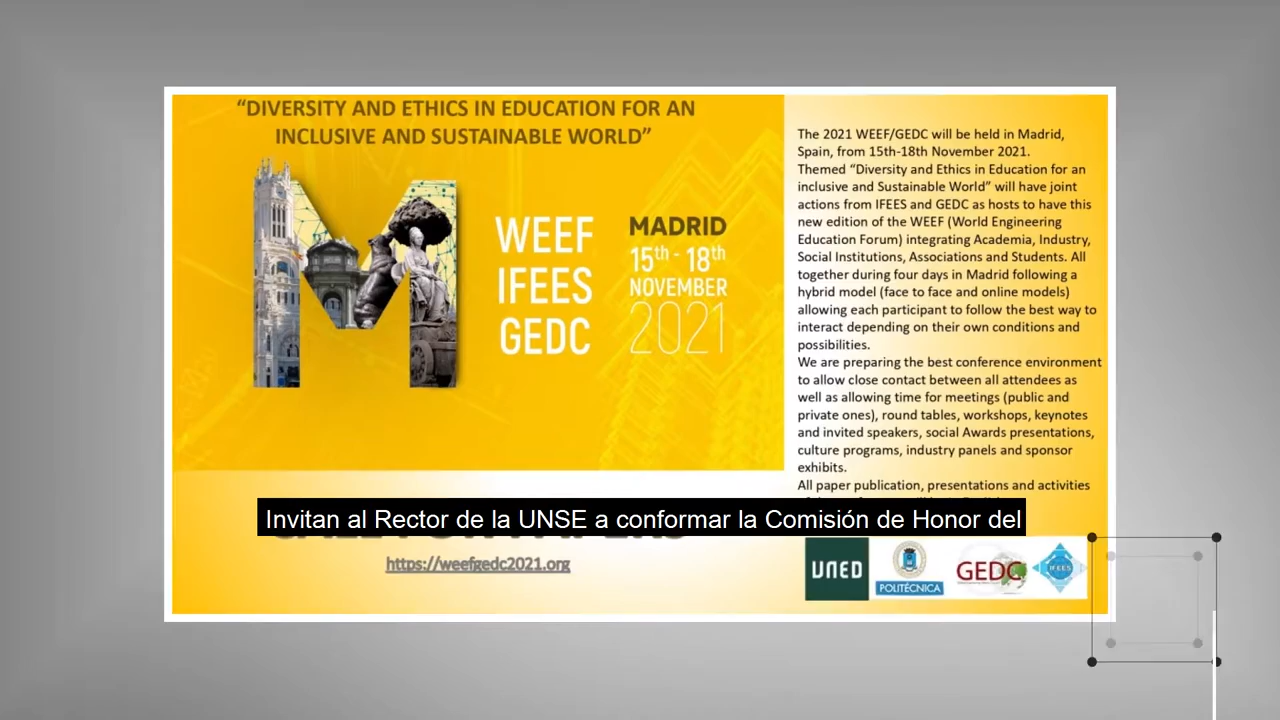 “DIVERSITY AND ETHICS IN EDUCATION FOR AN
INCLUSIVE AND SUSTAINABLE WORLD”
WEEF
IFEES
GEDC
MADRID
15th - 18th
NOVEMBER
2021
The 2021 WEEF/GEDC will be held in Madrid,
Spain, from 15th-18th November 2021.
Themed “Diversity and Ethics in Education for an
inclusive and Sustainable World” will have joint
actions from IFEES and GEDC as hosts to have this
new edition of the WEEF (World Engineering
Education Forum) integrating Academia, Industry,
Social Institutions, Associations and Students. All
together during four days in Madrid following a
hybrid model (face to face and online models)
allowing each participant to follow the best way to
interact depending on their own conditions and
possibilities.
We are preparing the best conference environment
to allow close contact between all attendees as
well as allowing time for meetings (public and
private ones), round tables, workshops, keynotes
and invited speakers, social Awards presentations,
culture programs, industry panels and sponsor
exhibits.
All paper publication, presentations and activities
Invitan al Rector de la UNSE a conformar la Comisión de Honor del
https://weefgedc2021.org
UNED
POLITÉCNICA
GEDC
IFEES